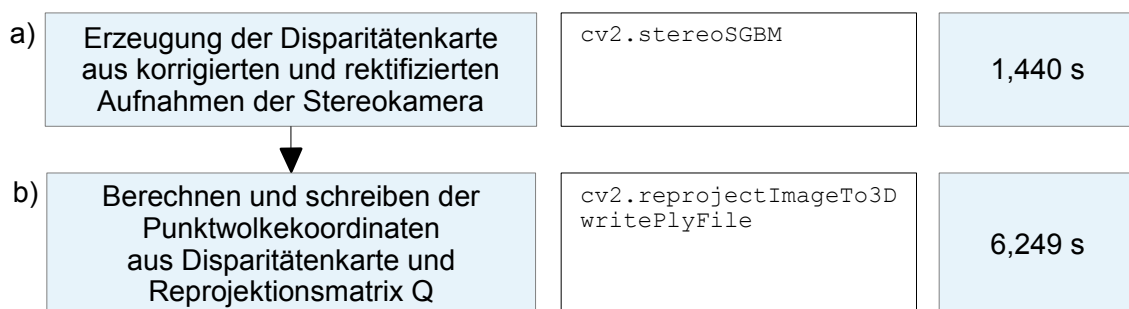 a)
Erzeugung der Disparitätenkarte
aus korrigierten und rektifizierten
Aufnahmen der Stereokamera
cv2.stereoSGBM
1,440 s
b)
Berechnen und schreiben der
Punktwolkekoordinaten
aus Disparitätenkarte und
Reprojektionsmatrix Q
cv2.reprojectImageTo3D
writePlyFile
6,249 s